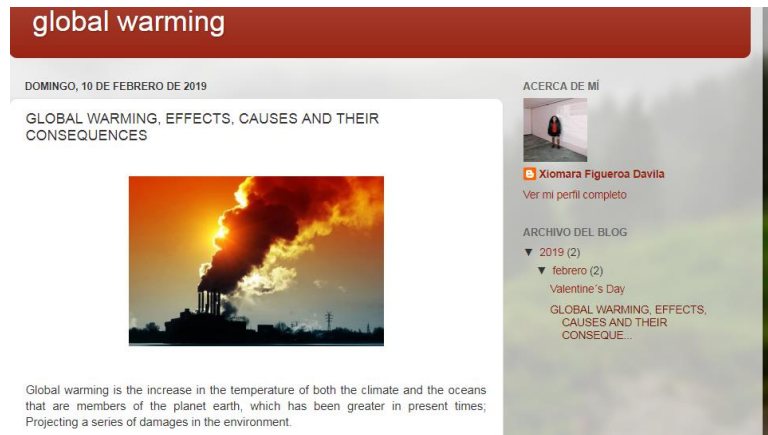 global warming
DOMINGO, 10 DE FEBRERO DE 2019
GLOBAL WARMING, EFFECTS, CAUSES AND THEIR
CONSEQUENCES
Global warming is the increase in the temperature of both the climate and the oceans
that are members of the planet earth, which has been greater in present times;
Projecting a series of damages in the environment.
ACERCA DE MÍ
Xiomara Figueroa Davila
Ver mi perfil completo
ARCHIVO DEL BLOG
▼ 2019 (2)
▼ febrero (2)
Valentine´s Day
GLOBAL WARMING, EFFECTS,
CAUSES AND THEIR
CONSEQUE...